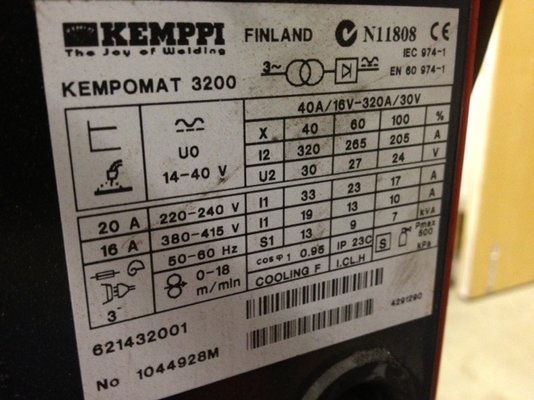 KEMPPI FINLAND N11808 CE
The Joy of Welding
IEC 974-1
EN 60 974-1
KEMPOMAT 3200 3~
40A/16V-320A/30V
X 40 60 100 %
I2 320 265 205 A
U2 30 27 24 V
U0
14-40 V
20 A 220-240 V I1 33 23 17 A
16 A 380-415 V I1 19 13 10 A
50-60 Hz S1 13 9 7 kVA
cos φ 1 0.95 IP 23C S Pmax 500 kPa
3~ 0-18 m/min COOLING F I.CL.H
621432001
4291290
No 1044928M